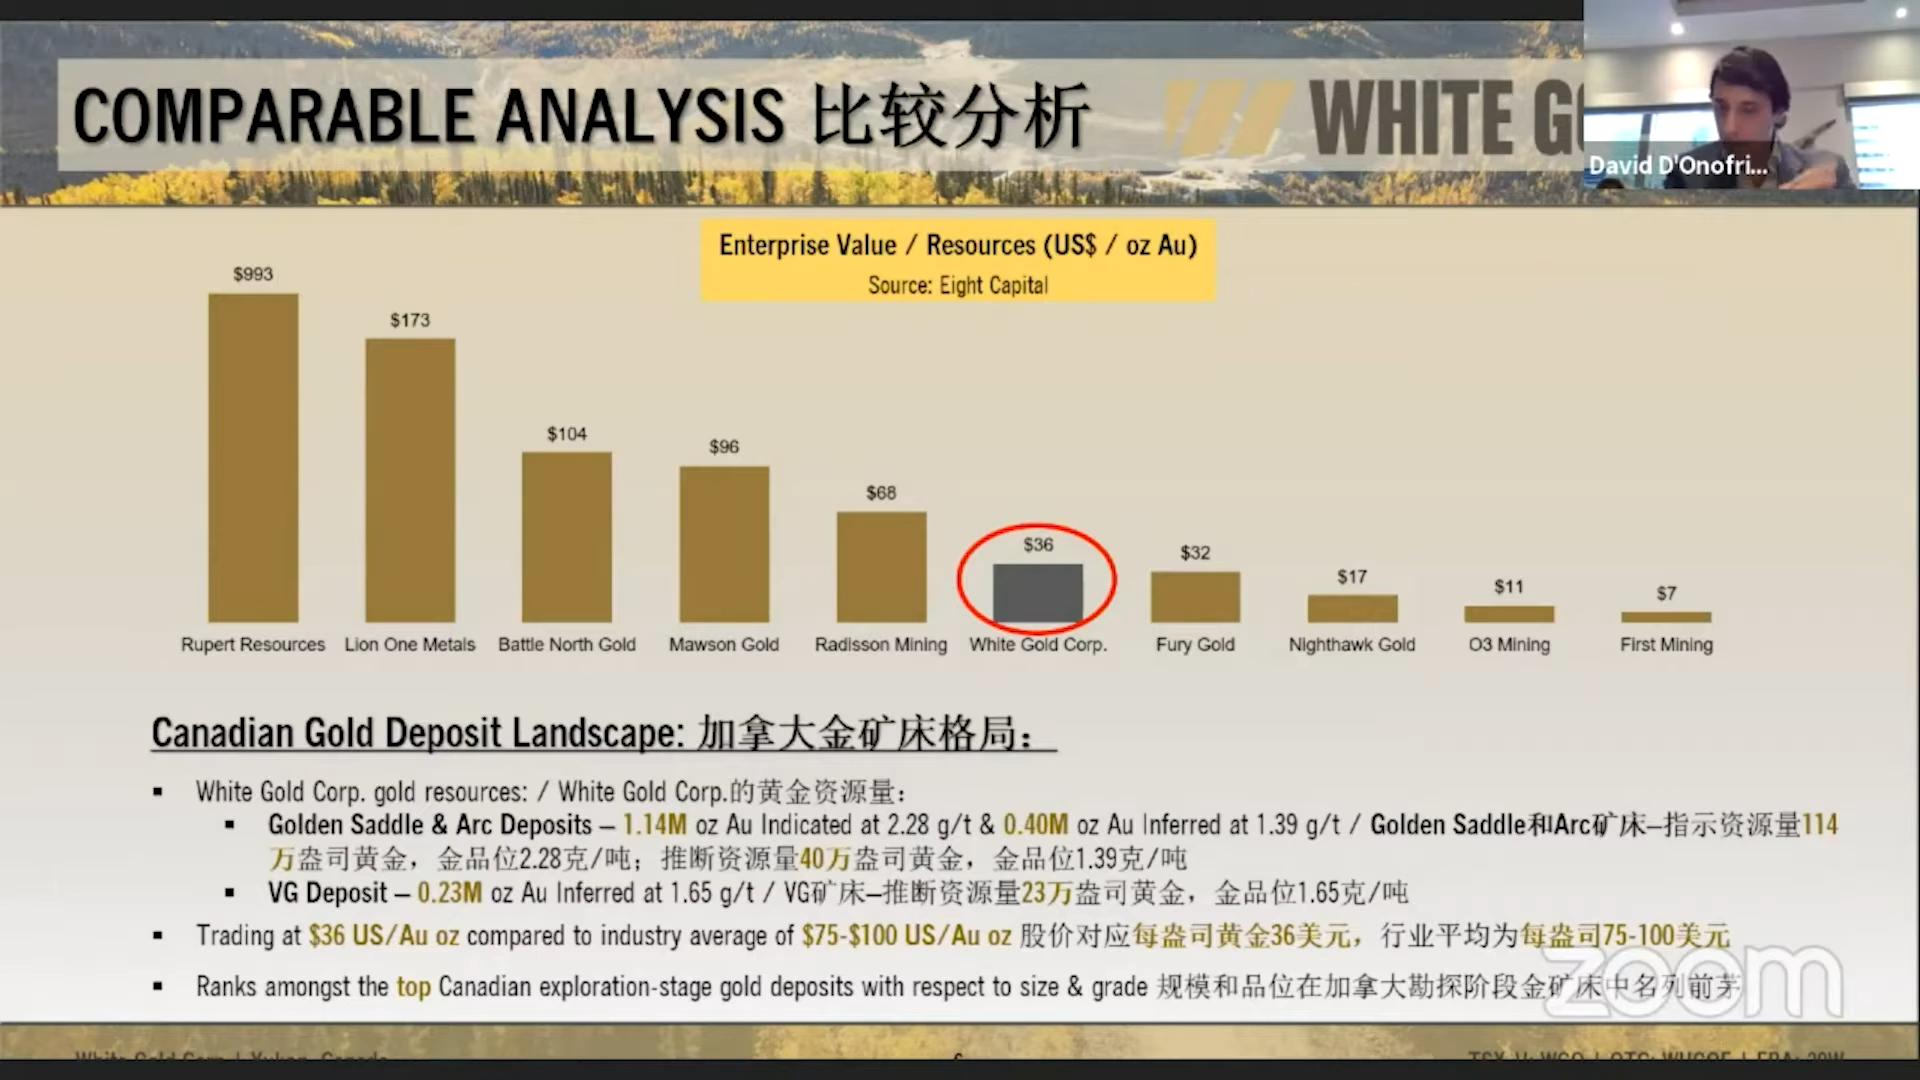 COMPARABLE ANALYSIS 比较分析
WHITE
David D'Onofri...
Enterprise Value / Resources (US$ / oz Au)
Source: Eight Capital
$993
$173
$104
$96
$68
$36
$32
$17
$11
$7
Rupert Resources
Lion One Metals
Battle North Gold
Mawson Gold
Radisson Mining
White Gold Corp.
Fury Gold
Nighthawk Gold
O3 Mining
First Mining
Canadian Gold Deposit Landscape: 加拿大金矿床格局：
▪ White Gold Corp. gold resources: / White Gold Corp.的黄金资源量：
▪ Golden Saddle & Arc Deposits – 1.14M oz Au Indicated at 2.28 g/t & 0.40M oz Au Inferred at 1.39 g/t / Golden Saddle和Arc矿床–指示资源量114
万盎司黄金，金品位2.28克/吨；推断资源量40万盎司黄金，金品位1.39克/吨
▪ VG Deposit – 0.23M oz Au Inferred at 1.65 g/t / VG矿床–推断资源量23万盎司黄金，金品位1.65克/吨
▪ Trading at $36 US/Au oz compared to industry average of $75-$100 US/Au oz 股价对应每盎司黄金36美元，行业平均为每盎司75-100美元
▪ Ranks amongst the top Canadian exploration-stage gold deposits with respect to size & grade 规模和品位在加拿大勘探阶段金矿床中名列前茅
zoom